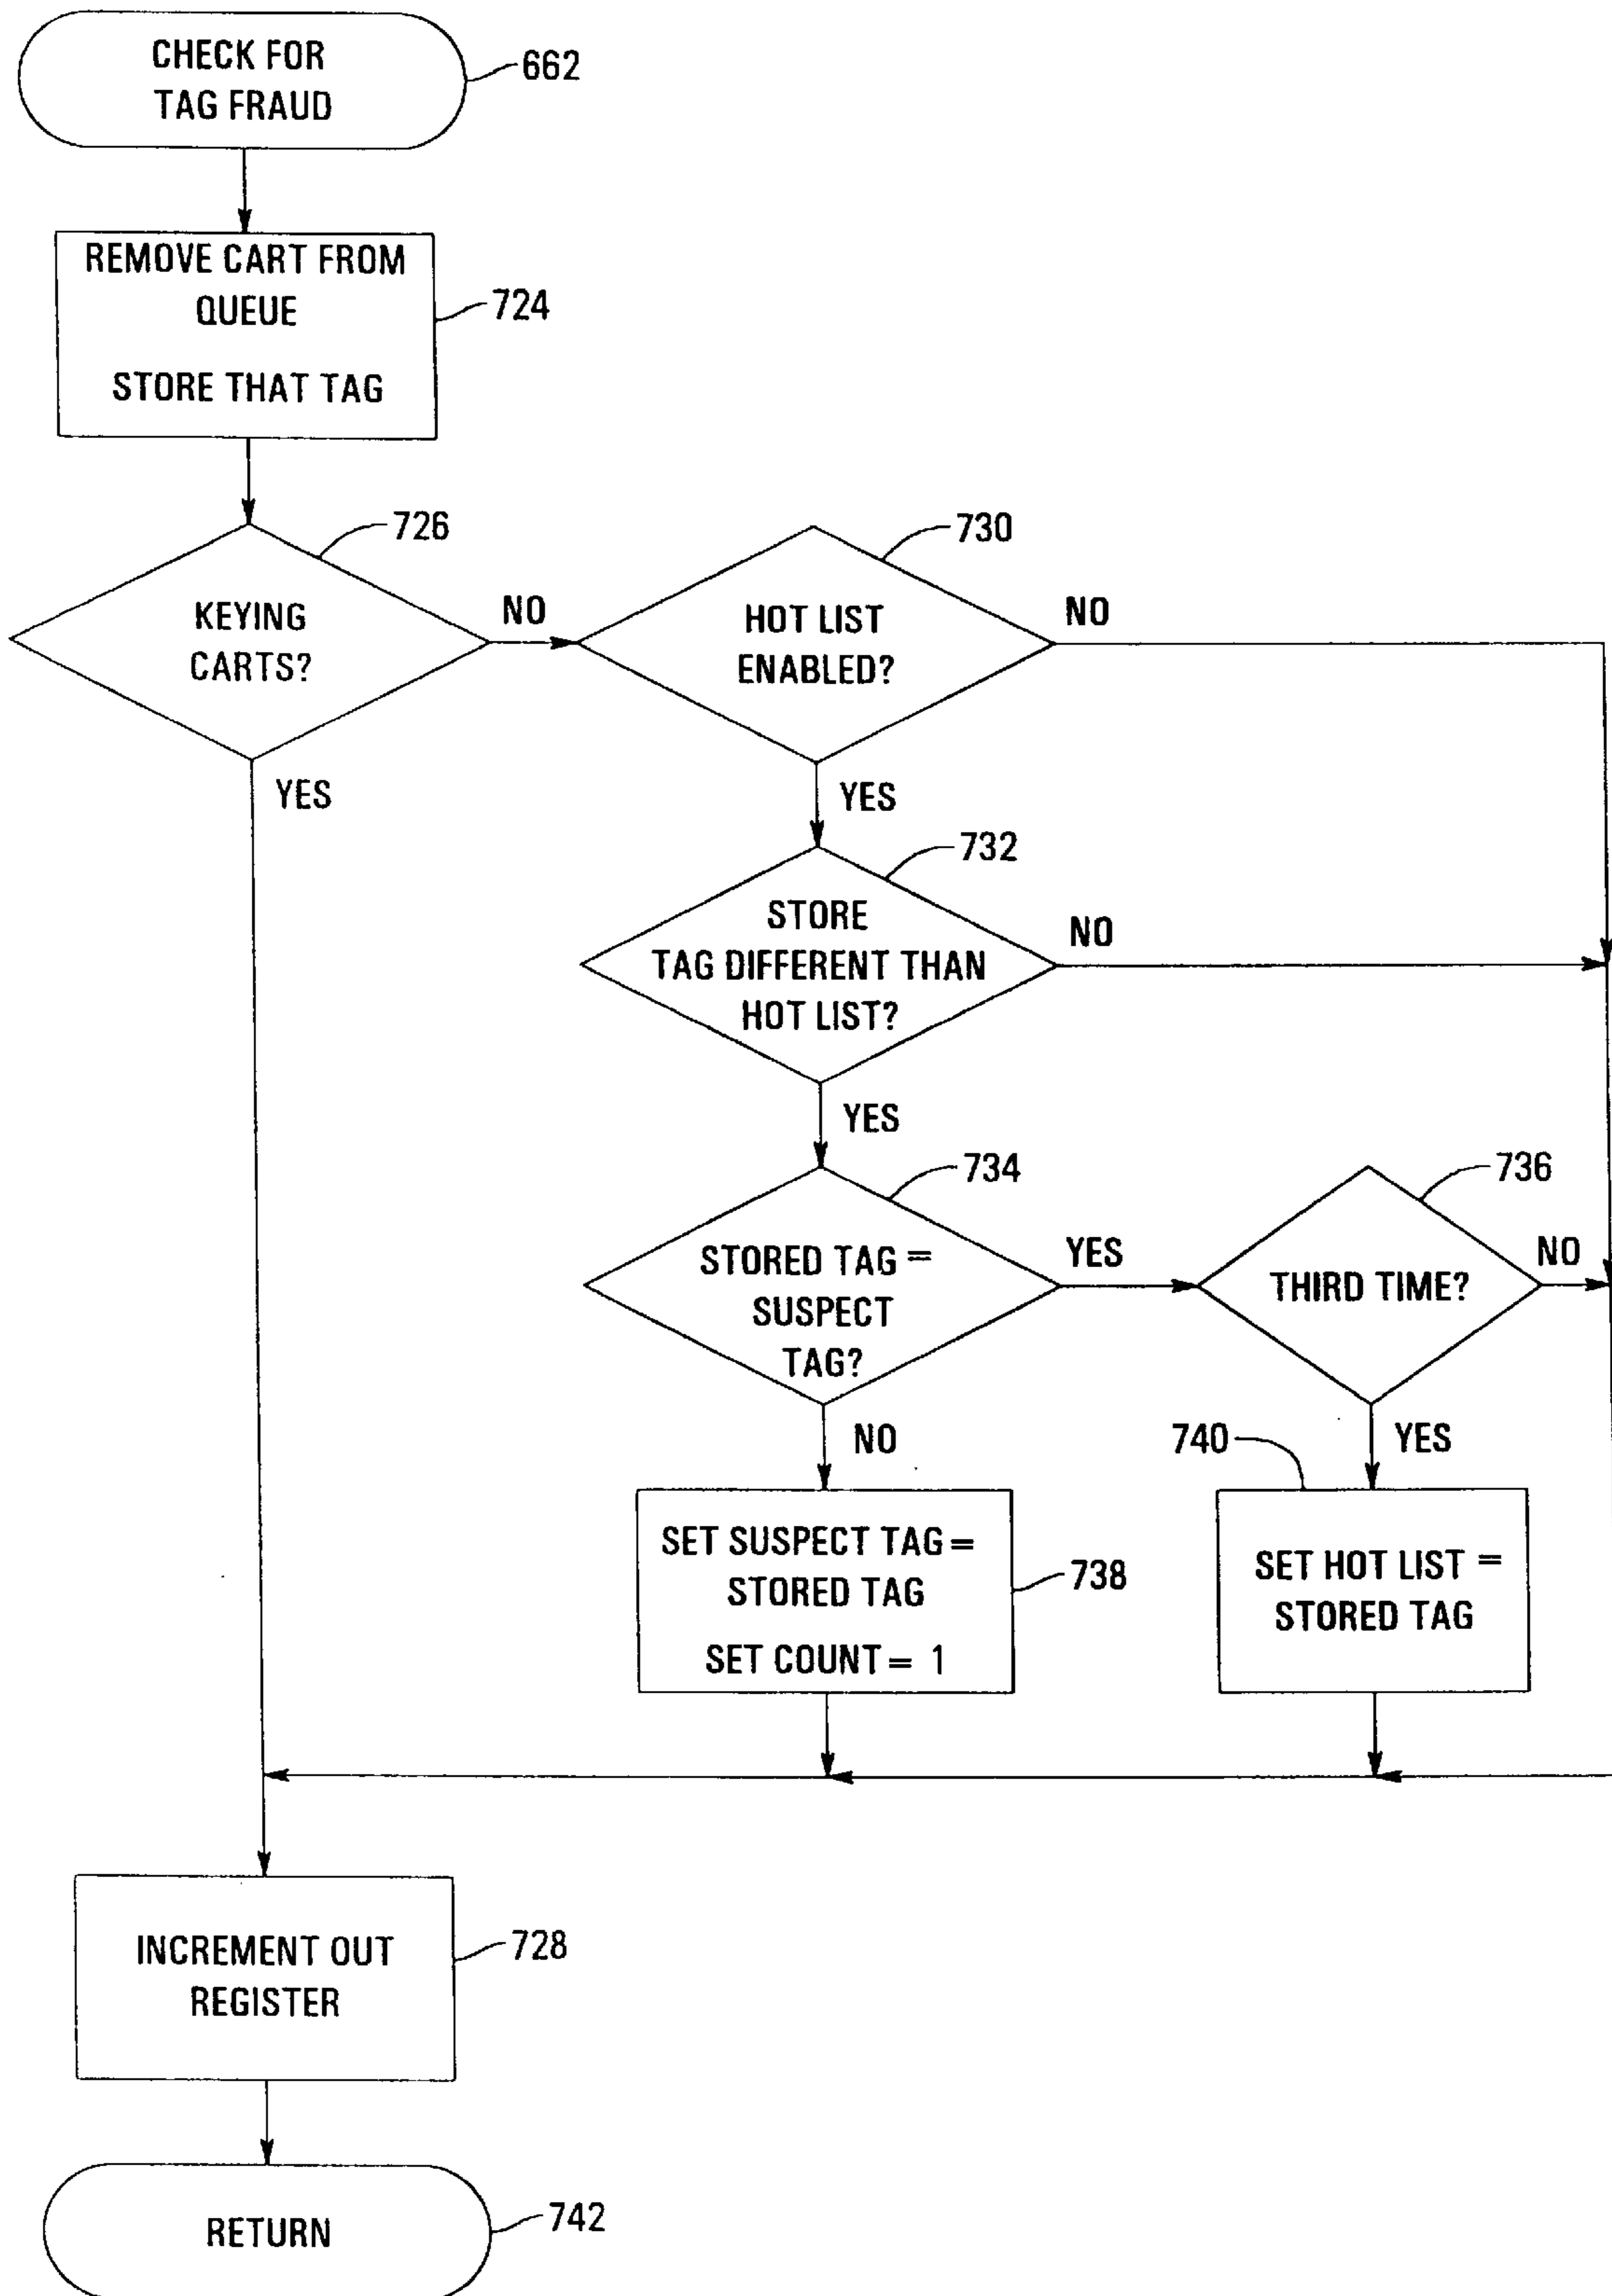 CHECK FOR
TAG FRAUD
662
REMOVE CART FROM
QUEUE
STORE THAT TAG
724
KEYING
CARTS?
726
NO
YES
HOT LIST
ENABLED?
730
NO
YES
STORE
TAG DIFFERENT THAN
HOT LIST?
732
NO
YES
STORED TAG =
SUSPECT
TAG?
734
YES
NO
THIRD TIME?
736
NO
YES
SET SUSPECT TAG =
STORED TAG
SET COUNT = 1
738
740
SET HOT LIST =
STORED TAG
INCREMENT OUT
REGISTER
728
RETURN
742